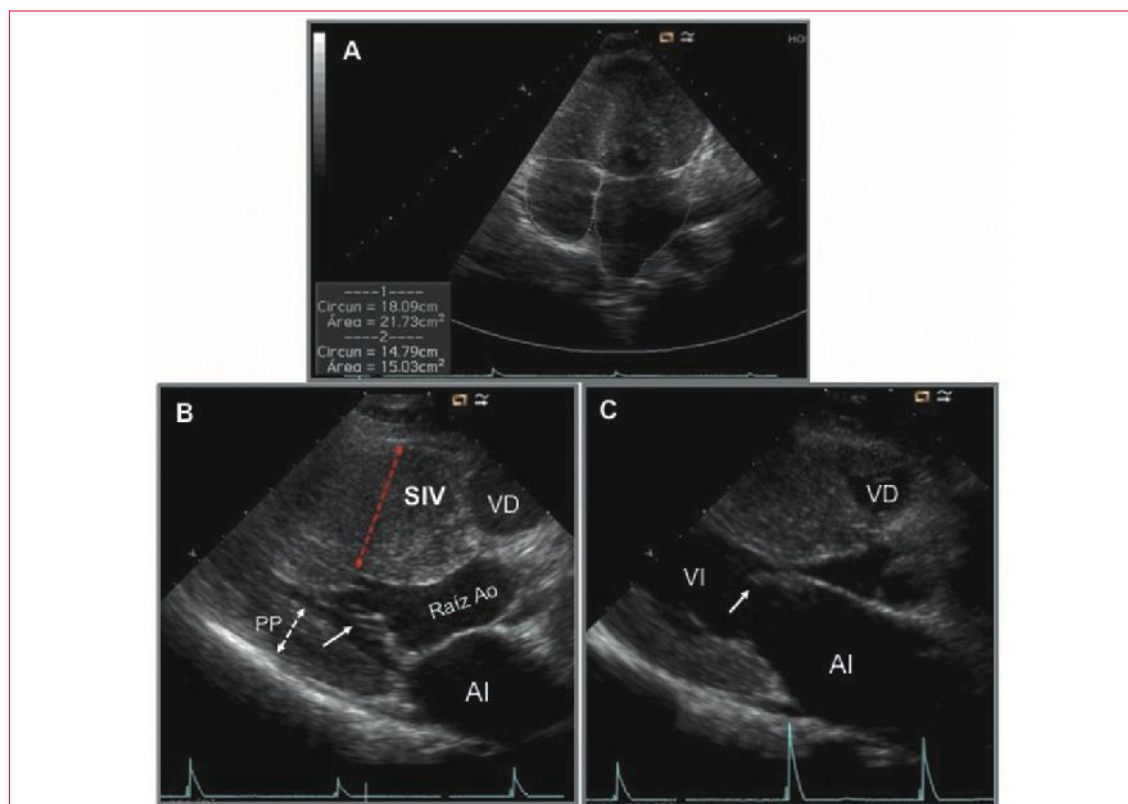 A
HO
----1----
Circun = 18.09cm
Área = 21.73cm²
----2----
Circun = 14.79cm
Área = 15.03cm²
B
SIV
VD
Raíz Ao
PP
AI
C
VD
VI
AI